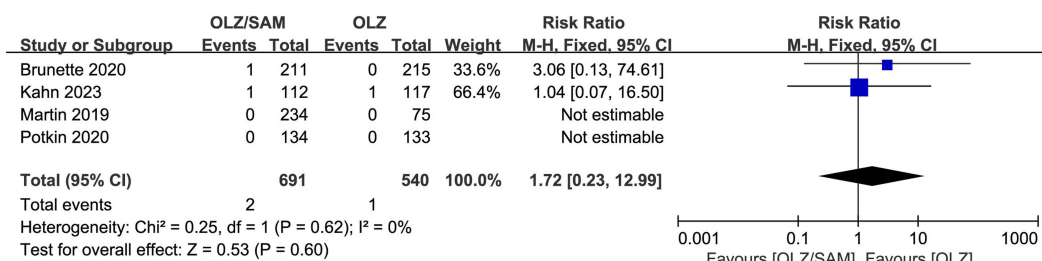 OLZ/SAM OLZ Risk Ratio Risk Ratio
Study or Subgroup Events Total Events Total Weight M-H, Fixed, 95% CI M-H, Fixed, 95% CI
Brunette 2020 1 211 0 215 33.6% 3.06 [0.13, 74.61]
Kahn 2023 1 112 1 117 66.4% 1.04 [0.07, 16.50]
Martin 2019 0 234 0 75 Not estimable
Potkin 2020 0 134 0 133 Not estimable
Total (95% CI) 691 540 100.0% 1.72 [0.23, 12.99]
Total events 2 1
Heterogeneity: Chi² = 0.25, df = 1 (P = 0.62); I² = 0%
Test for overall effect: Z = 0.53 (P = 0.60)
0.001 0.1 1 10 1000
Favours [OLZ/SAM] Favours [OLZ]